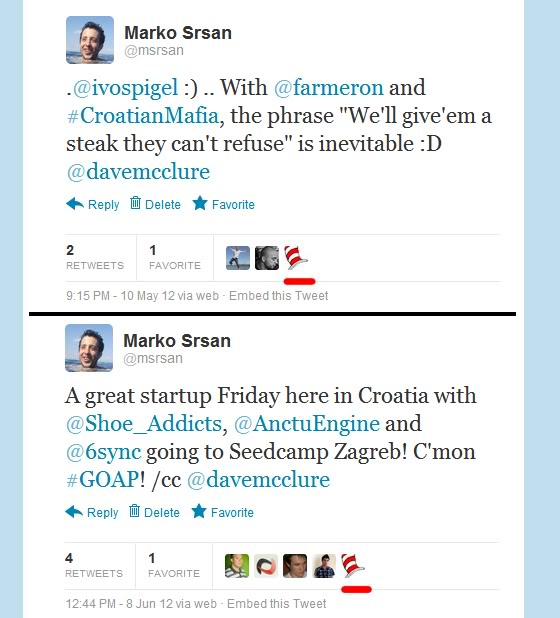 Marko Srsan
@msrsan
.@ivospigel :) .. With @farmeron and
#CroatianMafia, the phrase "We'll give'em a
steak they can't refuse" is inevitable :D
@davemcclure
Reply Delete Favorite
2 1
RETWEETS FAVORITE
9:15 PM - 10 May 12 via web · Embed this Tweet
Marko Srsan
@msrsan
A great startup Friday here in Croatia with
@Shoe_Addicts, @AnctuEngine and
@6sync going to Seedcamp Zagreb! C'mon
#GOAP! /cc @davemcclure
Reply Delete Favorite
4 1
RETWEETS FAVORITE
12:44 PM - 8 Jun 12 via web · Embed this Tweet